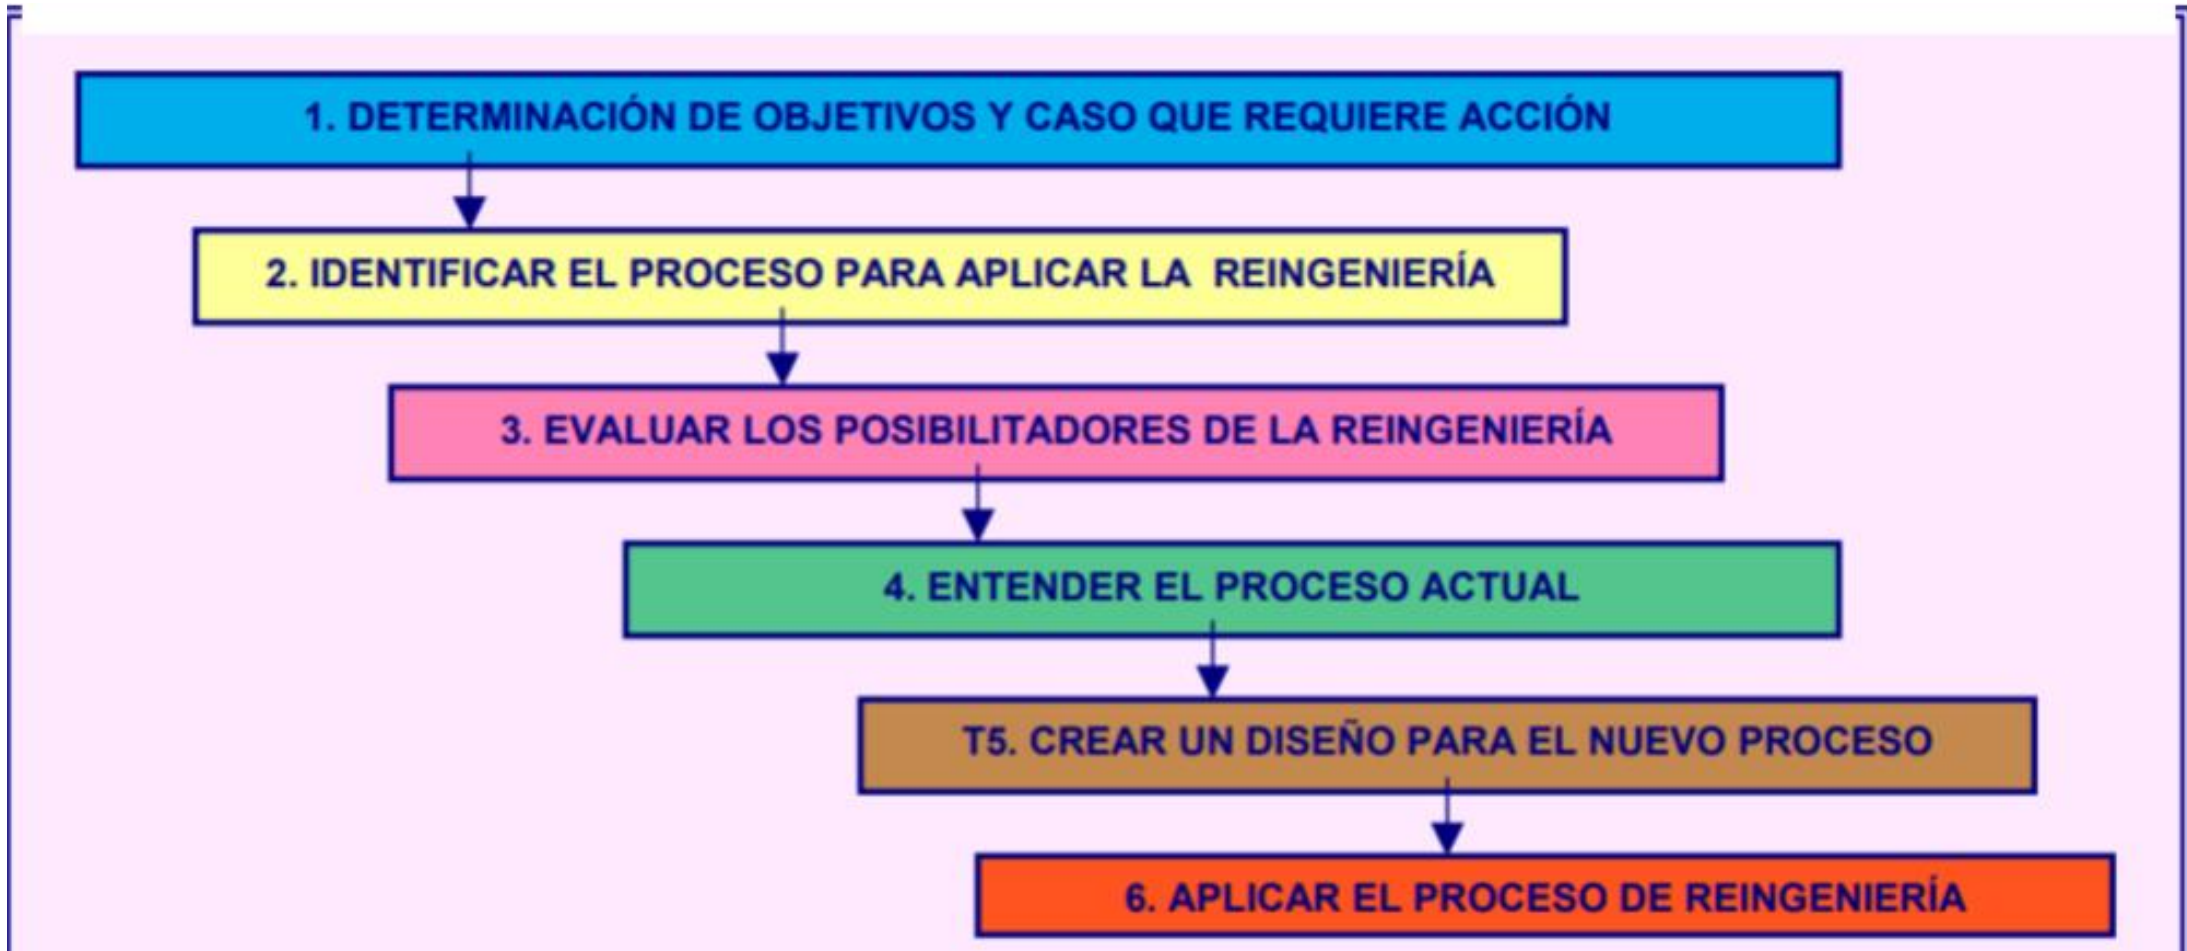 1. DETERMINACIÓN DE OBJETIVOS Y CASO QUE REQUIERE ACCIÓN
2. IDENTIFICAR EL PROCESO PARA APLICAR LA REINGENIERÍA
3. EVALUAR LOS POSIBILITADORES DE LA REINGENIERÍA
4. ENTENDER EL PROCESO ACTUAL
T5. CREAR UN DISEÑO PARA EL NUEVO PROCESO
6. APLICAR EL PROCESO DE REINGENIERÍA